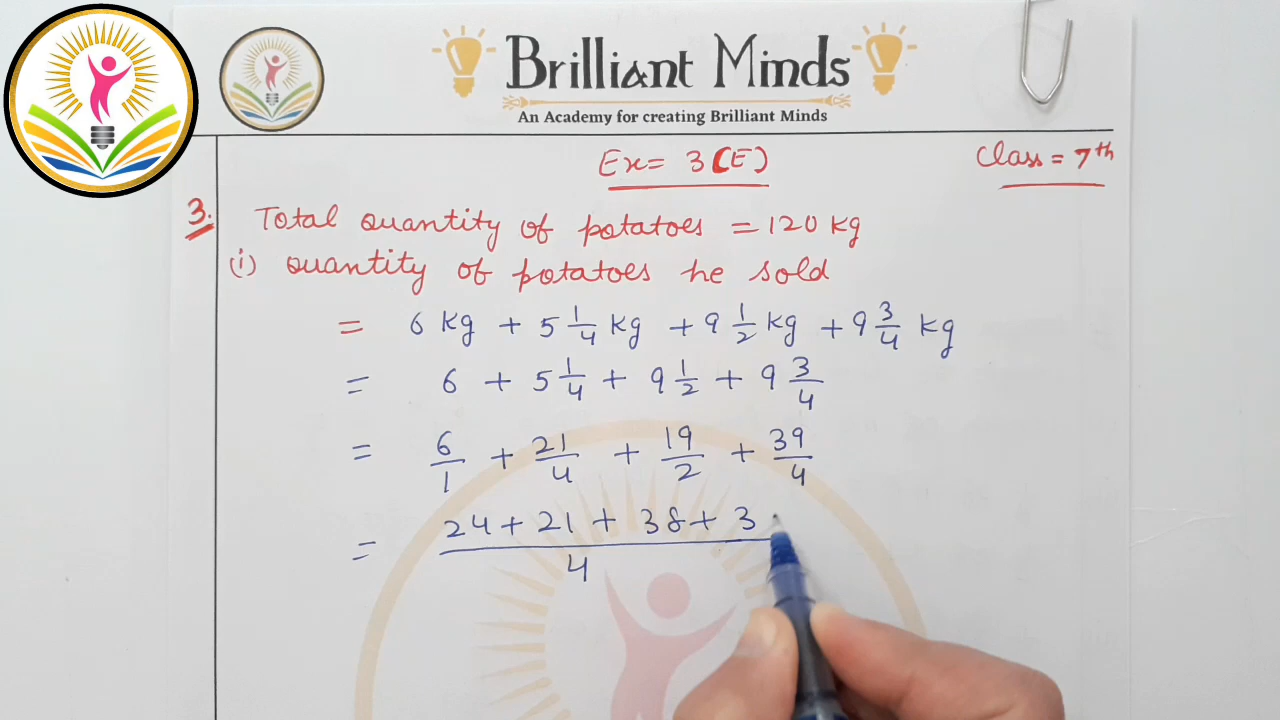 Brilliant Minds
An Academy for creating Brilliant Minds
Ex = 3(E)
Class = 7th
3. Total quantity of potatoes = 120 kg
(i) quantity of potatoes he sold
= 6 kg + 5 1/4 kg + 9 1/2 kg + 9 3/4 kg
= 6 + 5 1/4 + 9 1/2 + 9 3/4
= 6/1 + 21/4 + 19/2 + 39/4
= 24 + 21 + 38 + 3
4